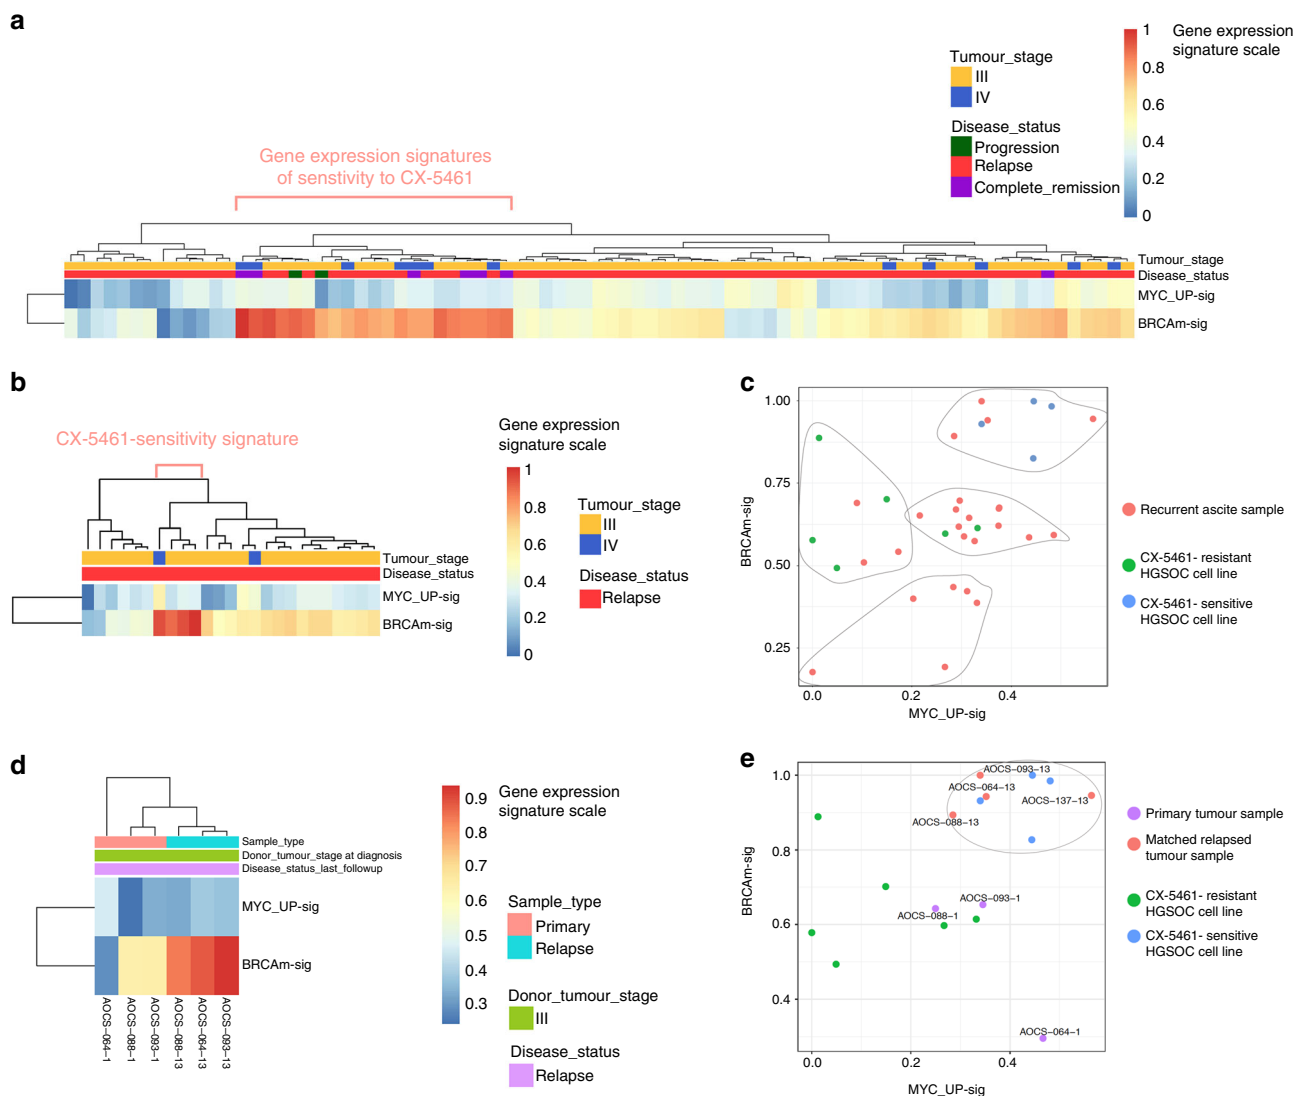 a
Gene expression signatures
of senstivity to CX-5461
Tumour_stage
III
IV
Disease_status
Progression
Relapse
Complete_remission
1
0.8
0.6
0.4
0.2
0
Gene expression
signature scale
Tumour_stage
Disease_status
MYC_UP-sig
BRCAm-sig
b
CX-5461-sensitivity signature
Tumour_stage
Disease_status
MYC_UP-sig
BRCAm-sig
Gene expression
signature scale
1
0.8
0.6
0.4
0.2
0
Tumour_stage
III
IV
Disease_status
Relapse
c
1.00
0.75
0.50
0.25
BRCAm-sig
0.0
0.2
0.4
MYC_UP-sig
Recurrent ascite sample
CX-5461- resistant
HGSOC cell line
CX-5461- sensitive
HGSOC cell line
d
Sample_type
Donor_tumour_stage at diagnosis
Disease_status_last_followup
MYC_UP-sig
BRCAm-sig
AOCS-064-1
AOCS-088-1
AOCS-093-1
AOCS-088-13
AOCS-064-13
AOCS-093-13
0.9
0.8
0.7
0.6
0.5
0.4
0.3
Gene expression
signature scale
Sample_type
Primary
Relapse
Donor_tumour_stage
III
Disease_status
Relapse
e
1.0
0.8
0.6
0.4
BRCAm-sig
AOCS-093-13
AOCS-064-13
AOCS-137-13
AOCS-088-13
AOCS-093-1
AOCS-088-1
AOCS-064-1
0.0
0.2
0.4
MYC_UP-sig
Primary tumour sample
Matched relapsed
tumour sample
CX-5461- resistant
HGSOC cell line
CX-5461- sensitive
HGSOC cell line